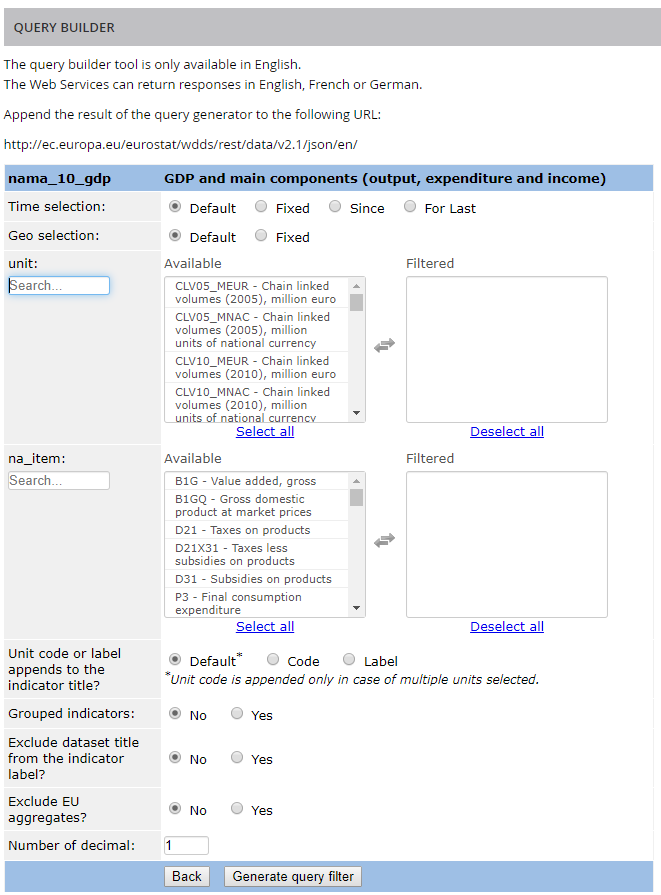 QUERY BUILDER
The query builder tool is only available in English.
The Web Services can return responses in English, French or German.
Append the result of the query generator to the following URL:
http://ec.europa.eu/eurostat/wdds/rest/data/v2.1/json/en/
nama_10_gdp GDP and main components (output, expenditure and income)
Time selection: Default Fixed Since For Last
Geo selection: Default Fixed
unit: Available Filtered
Search...
CLV05_MEUR - Chain linked
volumes (2005), million euro
CLV05_MNAC - Chain linked
volumes (2005), million
units of national currency
CLV10_MEUR - Chain linked
volumes (2010), million euro
CLV10_MNAC - Chain linked
volumes (2010), million
units of national currency
Select all Deselect all
na_item: Available Filtered
Search...
B1G - Value added, gross
B1GQ - Gross domestic
product at market prices
D21 - Taxes on products
D21X31 - Taxes less
subsidies on products
D31 - Subsidies on products
P3 - Final consumption
expenditure
Select all Deselect all
Unit code or label
appends to the
indicator title?
Default* Code Label
*Unit code is appended only in case of multiple units selected.
Grouped indicators: No Yes
Exclude dataset title
from the indicator
label?
No Yes
Exclude EU
aggregates?
No Yes
Number of decimal: 1
Back Generate query filter